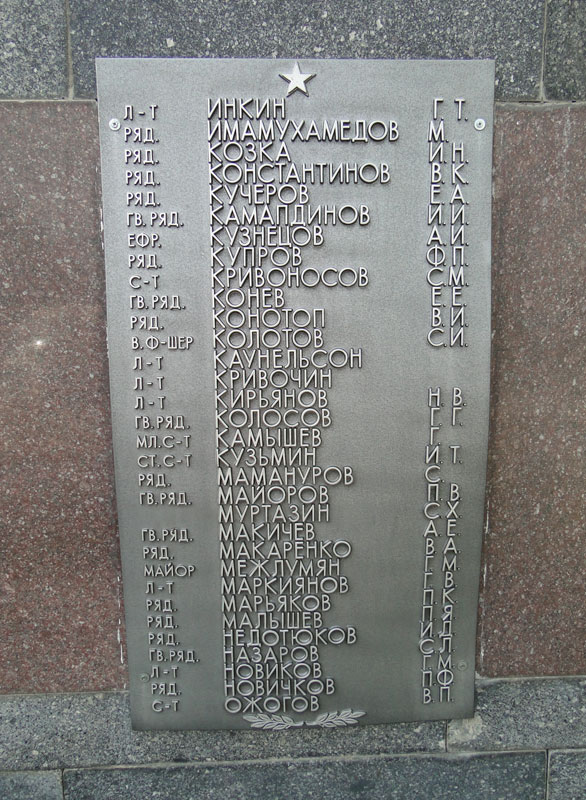 Л-Т ИНКИН Г. Т.
РЯД. ИМАМУХАМЕДОВ М.
РЯД. КОЗКА И. Н.
РЯД. КОНСТАНТИНОВ В. К.
РЯД. КУЧЕРОВ Е. А.
ГВ.РЯД. КАМАПДИНОВ И. И.
ЕФР. КУЗНЕЦОВ А. И.
РЯД. КУПРОВ Ф. П.
С-Т КРИВОНОСОВ С. М.
ГВ.РЯД. КОНЕВ Е. Е.
РЯД. КОНОТОП В. И.
В.Ф-ШЕР КОЛОТОВ С. И.
Л-Т КАУНЕЛЬСОН
Л-Т КРИВОЧИН
Л-Т КИРЬЯНОВ Н. В.
ГВ.РЯД. КОЛОСОВ Г. Г.
МЛ.С-Т КАМЫШЕВ Г.
СТ.С-Т КУЗЬМИН И. Т.
РЯД. МАМАНУРОВ С.
ГВ.РЯД. МАЙОРОВ П. В.
МУРТАЗИН С. Х.
ГВ.РЯД. МАКИЧЕВ А. Е.
РЯД. МАКАРЕНКО В. А.
МАЙОР МЕЖЛУМЯН Г. М.
Л-Т МАРКИЯНОВ Г. В.
РЯД. МАРЬЯКОВ П. К.
РЯД. МАЛЫШЕВ П. Я.
РЯД. НЕДОТЮКОВ И. Д.
ГВ.РЯД. НАЗАРОВ С. Л.
Л-Т НОВИКОВ Г. М.
РЯД. НОВИЧКОВ П. Ф.
С-Т ОЖОГОВ В. П.